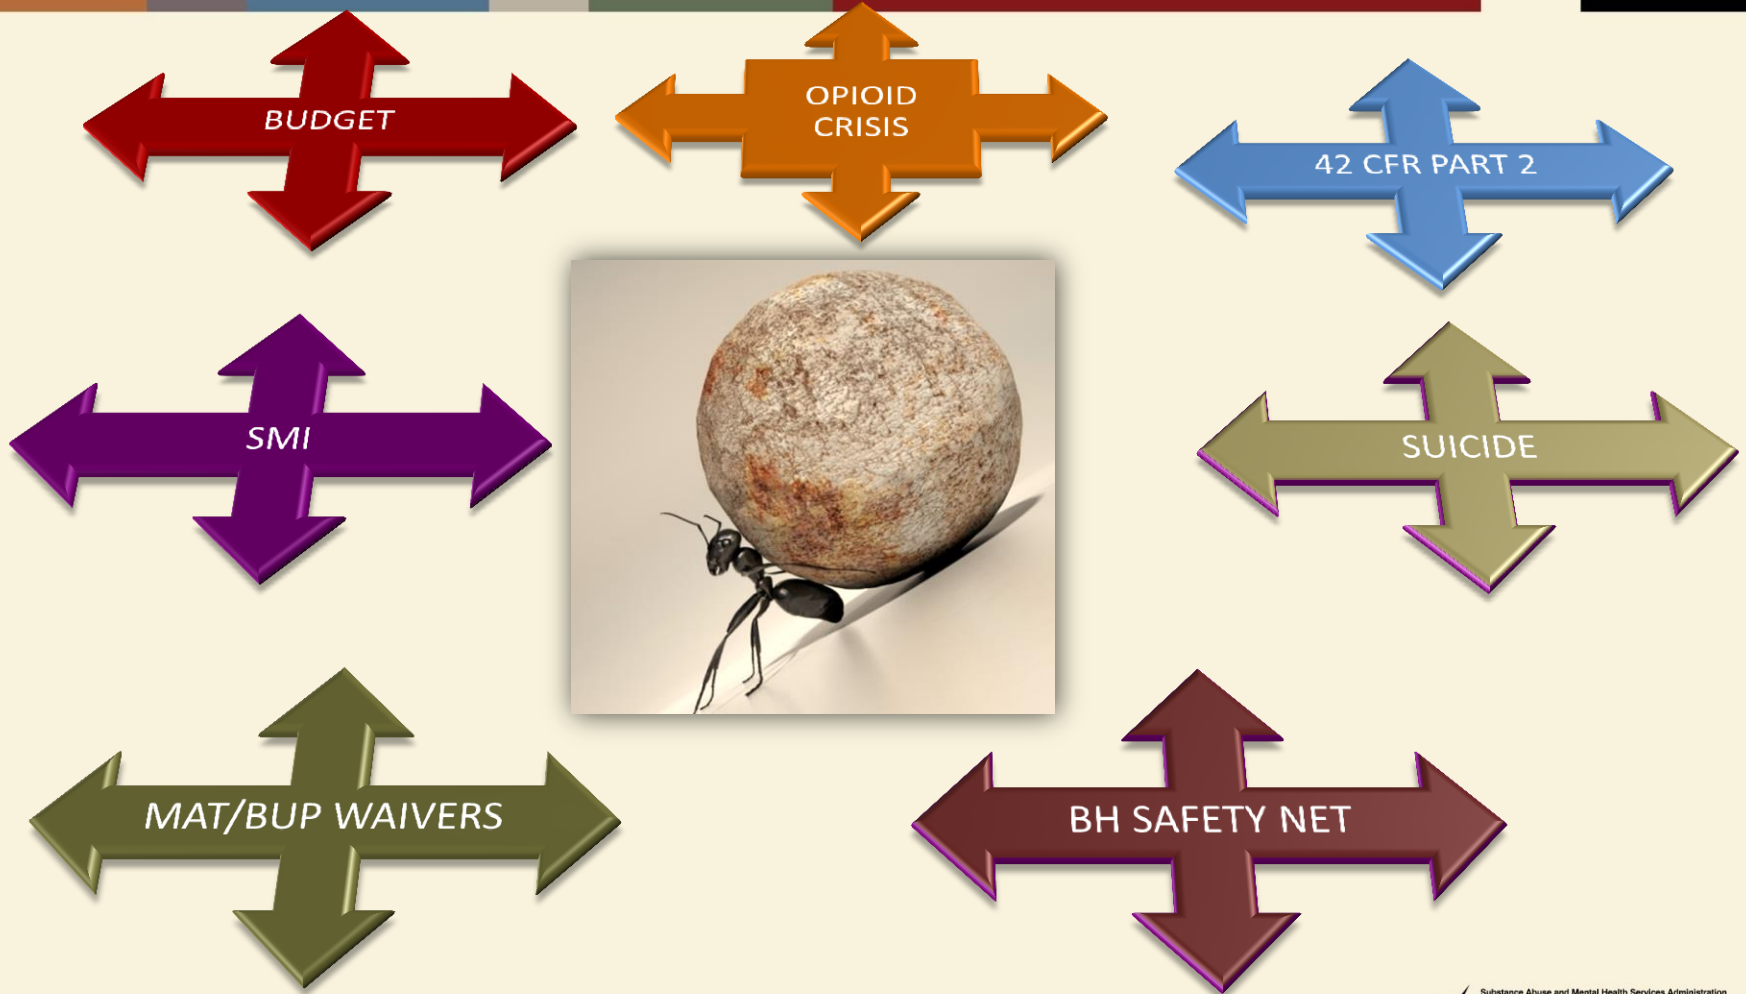 BUDGET
OPIOID
CRISIS
42 CFR PART 2
SMI
SUICIDE
MAT/BUP WAIVERS
BH SAFETY NET
Substance Abuse and Mental Health Services Administration